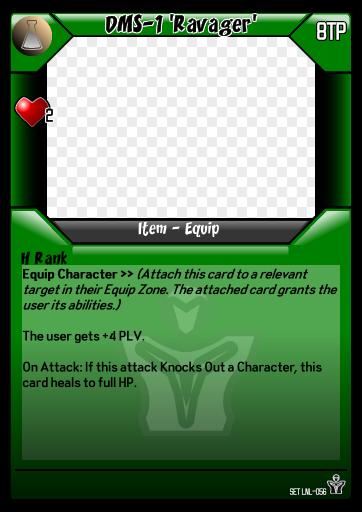 DMS-1 'Ravager'
8TP
2
Item - Equip
H Rank
Equip Character >> (Attach this card to a relevant
target in their Equip Zone. The attached card grants the
user its abilities.)
The user gets +4 PLV.
On Attack: If this attack Knocks Out a Character, this
card heals to full HP.
SET LNL-056